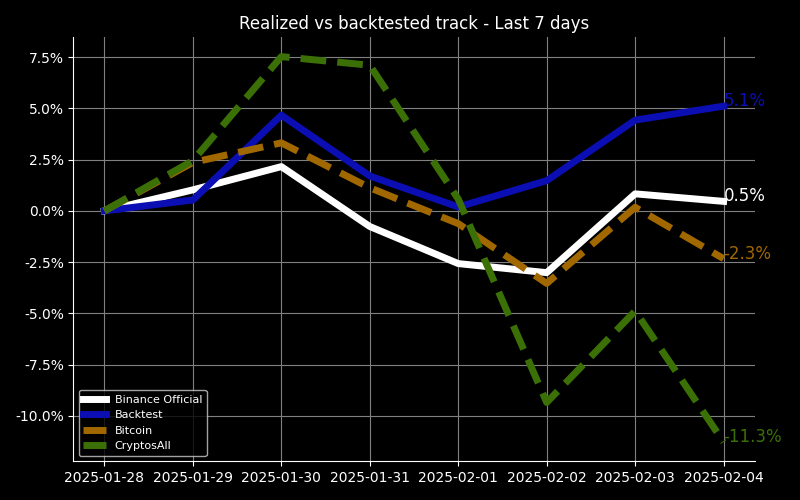 Realized vs backtested track - Last 7 days
7.5%
5.0%
2.5%
0.0%
-2.5%
-5.0%
-7.5%
-10.0%
5.1%
0.5%
-2.3%
-11.3%
Binance Official
Backtest
Bitcoin
CryptosAll
2025-01-28 2025-01-29 2025-01-30 2025-01-31 2025-02-01 2025-02-02 2025-02-03 2025-02-04